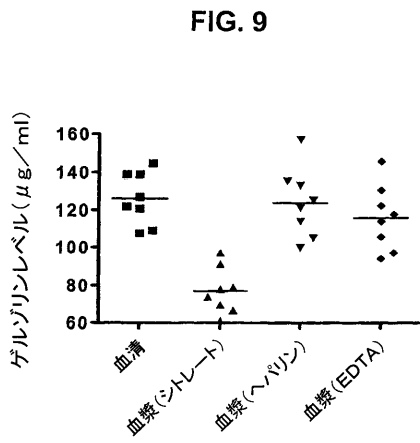 FIG. 9
ゲルゾリンレベル(μg/ml)
160
140
120
100
80
60
血清
血漿(シトレート)
血漿(ヘパリン)
血漿(EDTA)